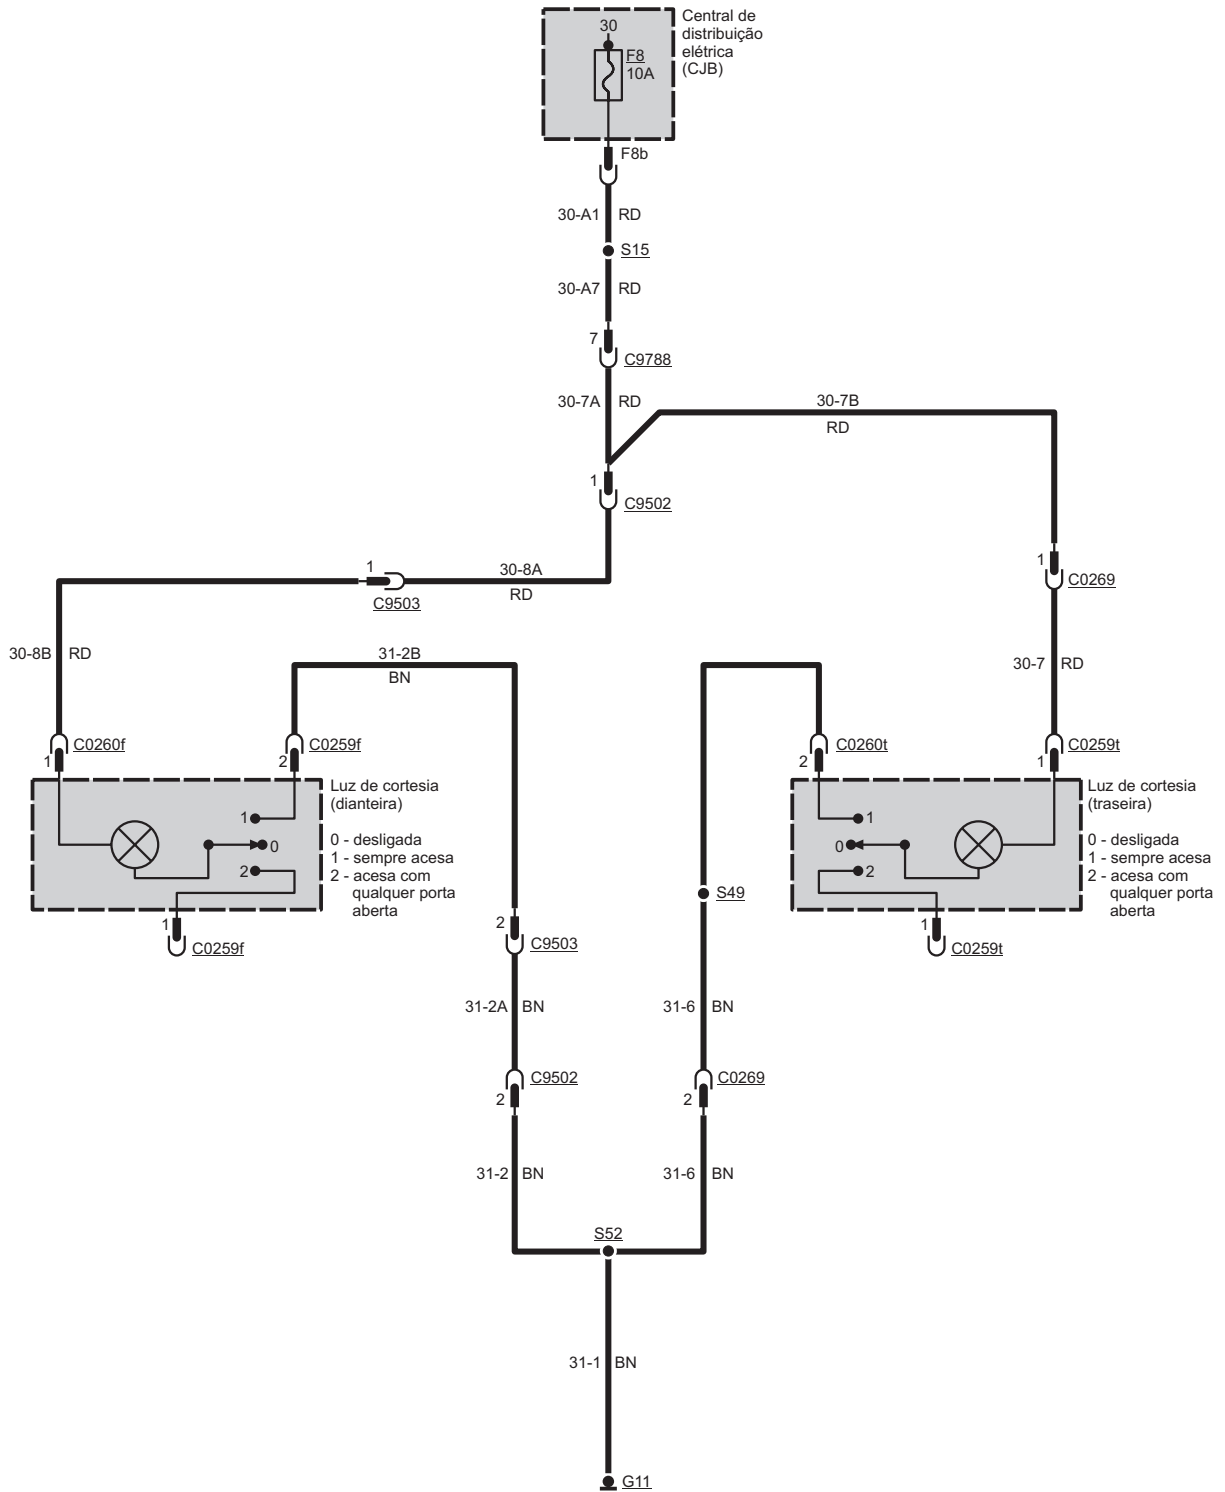 30
F8
10A
Central de
distribuição
elétrica
(CJB)
F8b
30-A1 RD
S15
30-A7 RD
7
C9788
30-7A RD
30-7B
RD
1
C9502
1
C9503
30-8A
RD
1
C0269
30-8B RD
31-2B
BN
30-7 RD
C0260f
1
C0259f
2
C0260t
2
C0259t
1
Luz de cortesia
(dianteira)
0 - desligada
1 - sempre acesa
2 - acesa com
qualquer porta
aberta
1
0
2
1
C0259f
Luz de cortesia
(traseira)
0 - desligada
1 - sempre acesa
2 - acesa com
qualquer porta
aberta
1
0
2
1
C0259t
S49
2
C9503
31-2A BN
31-6 BN
C9502
2
C0269
2
31-2 BN
31-6 BN
S52
31-1 BN
G11